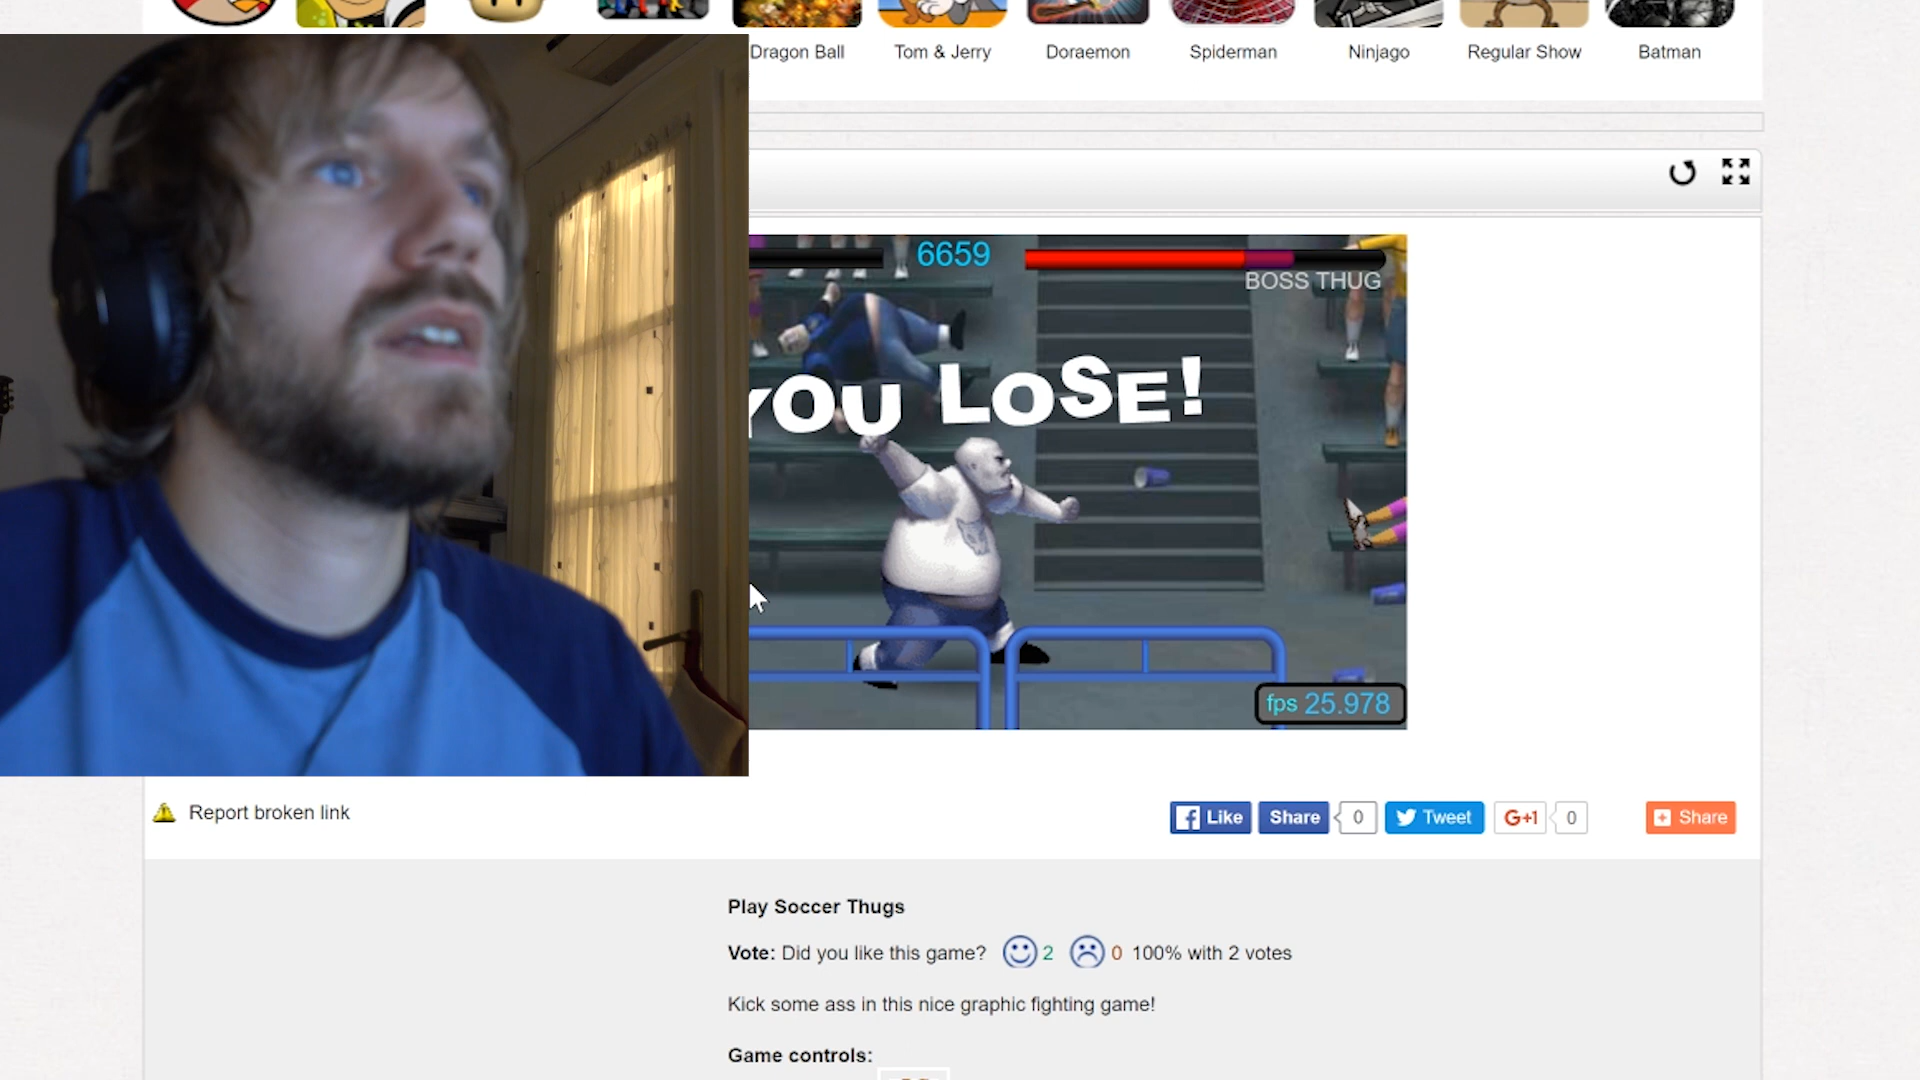 Dragon Ball
Tom & Jerry
Doraemon
Spiderman
Ninjago
Regular Show
Batman
6659
BOSS THUG
YOU LOSE!
fps 25.978
Report broken link
Like
Share
0
Tweet
G+1
0
Share
Play Soccer Thugs
Vote: Did you like this game? 2 0 100% with 2 votes
Kick some ass in this nice graphic fighting game!
Game controls: